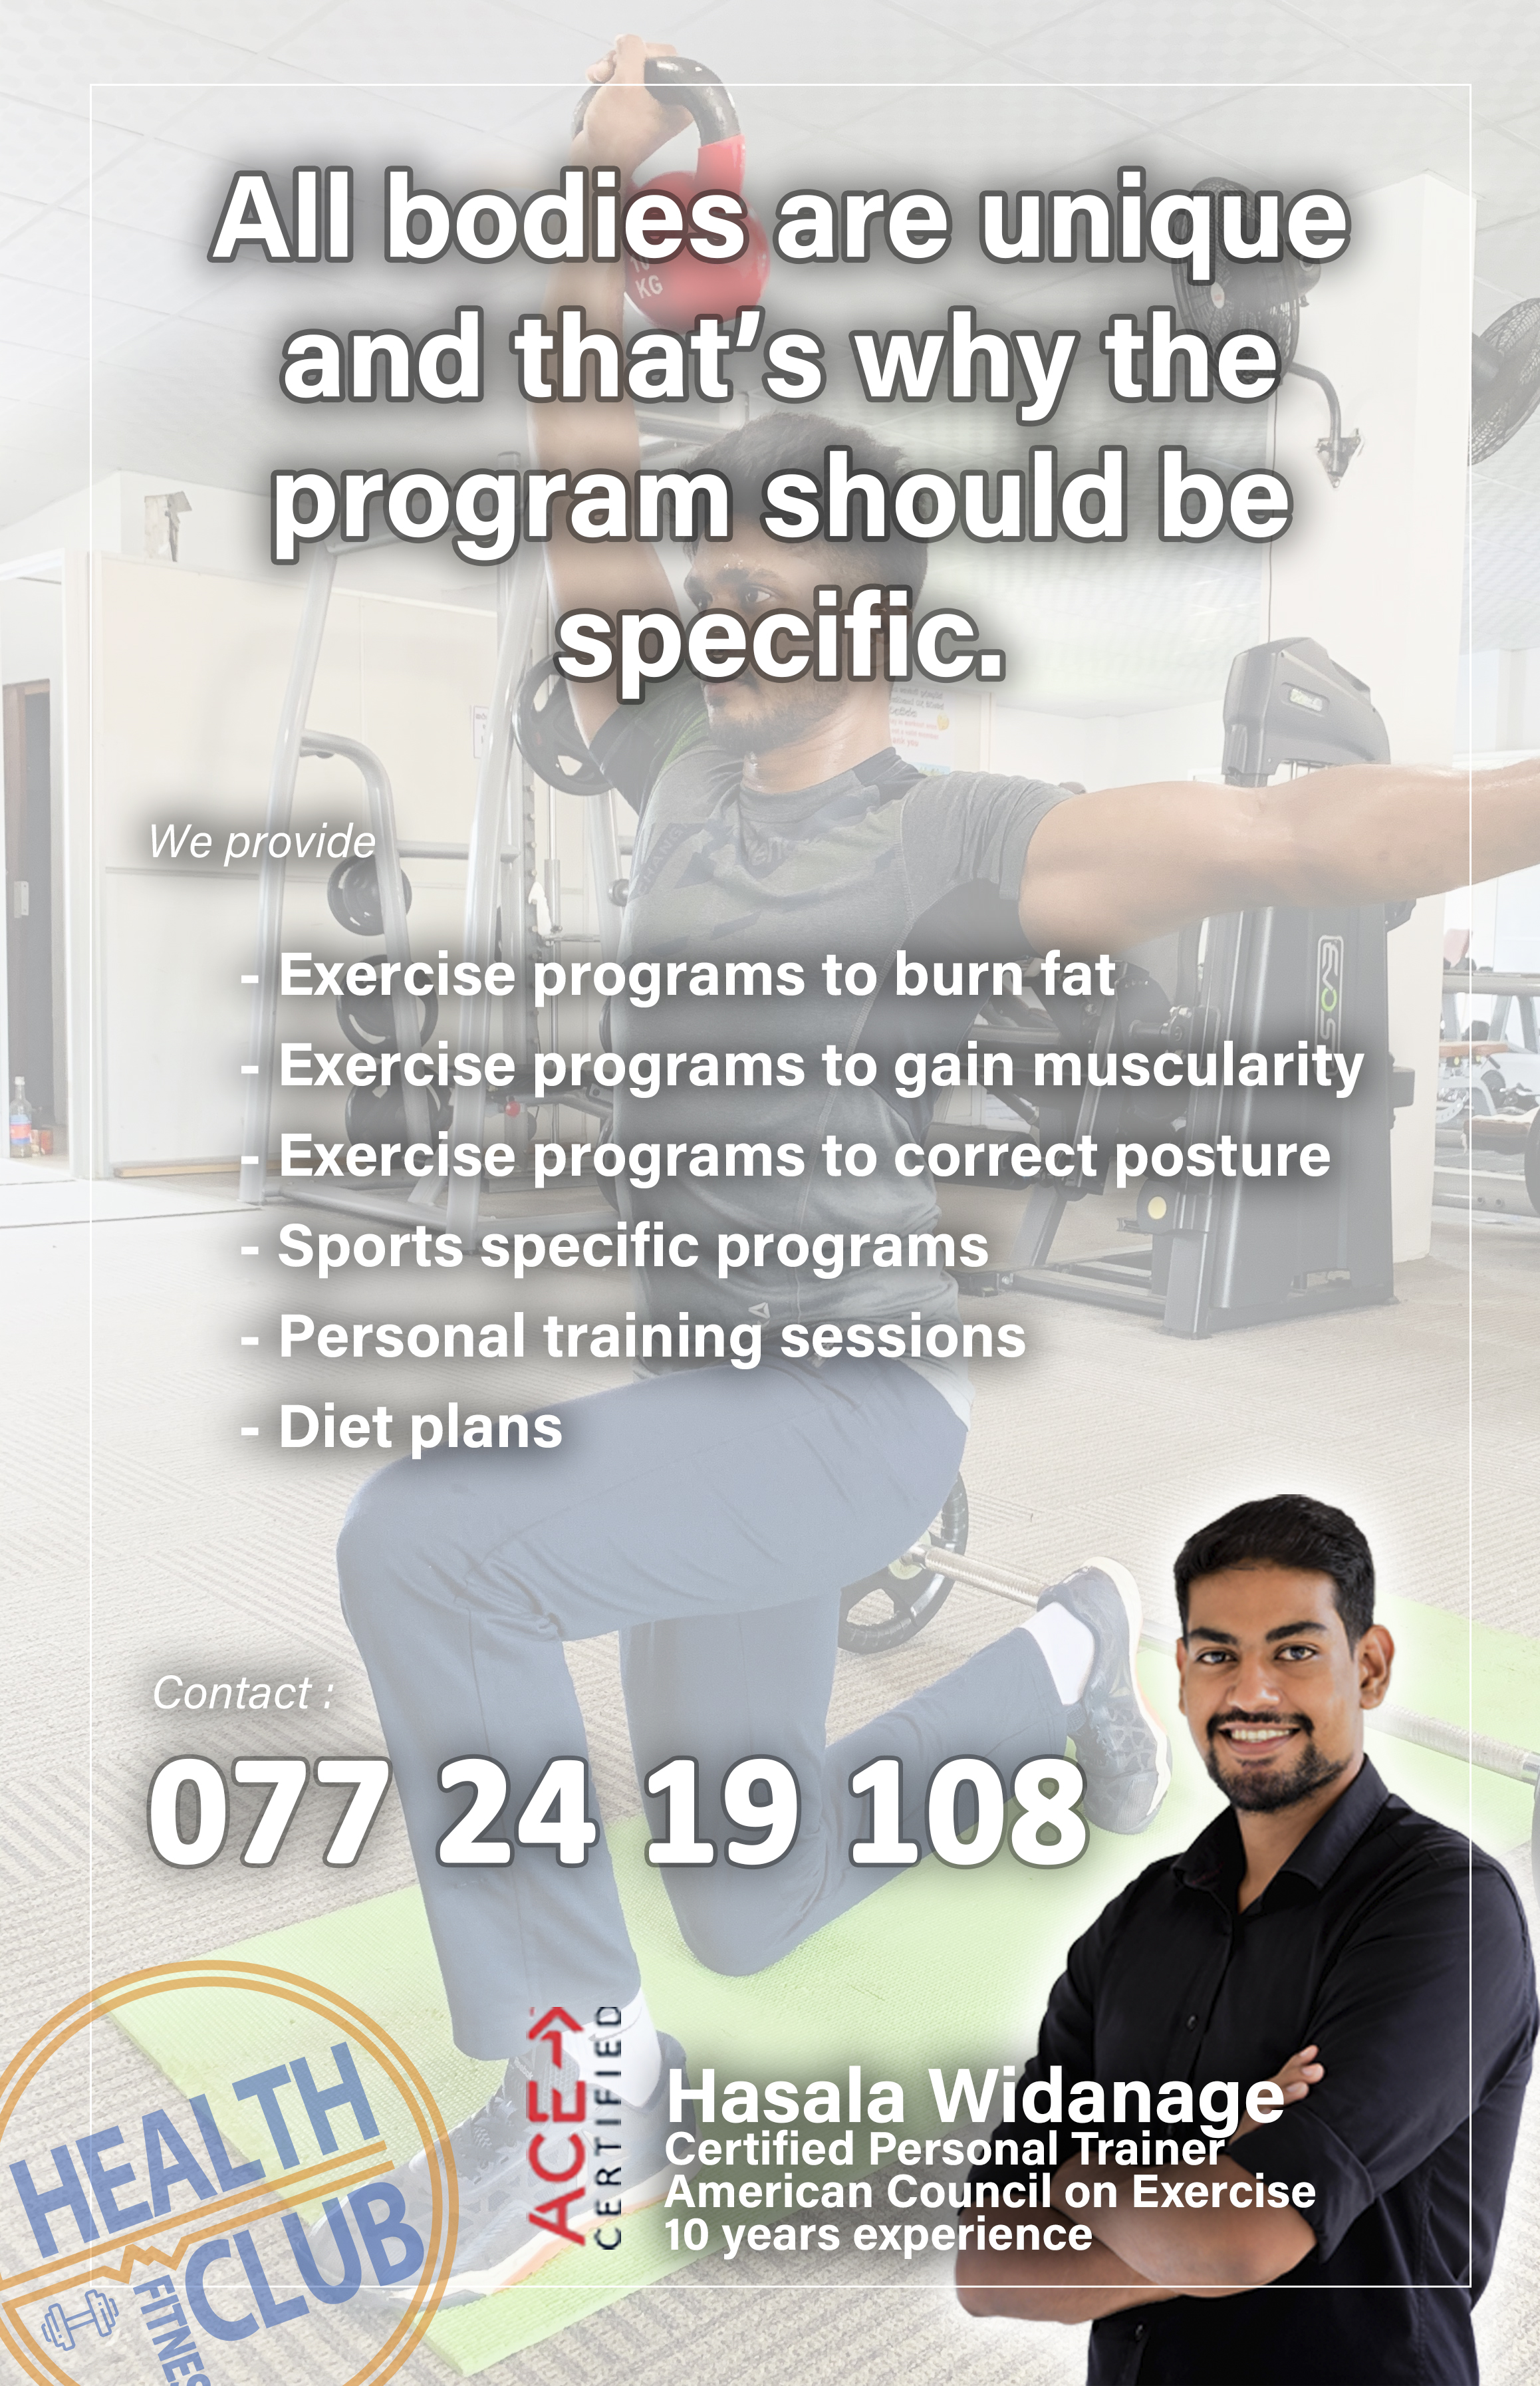 All bodies are unique
and that's why the
program should be
specific.
KG
We provide
- Exercise programs to burn fat
- Exercise programs to gain muscularity
- Exercise programs to correct posture
- Sports specific programs
- Personal training sessions
- Diet plans
Contact :
077 24 19 108
ACE
CERTIFIED
Hasala Widanage
Certified Personal Trainer
American Council on Exercise
10 years experience
HEALTH
CLUB